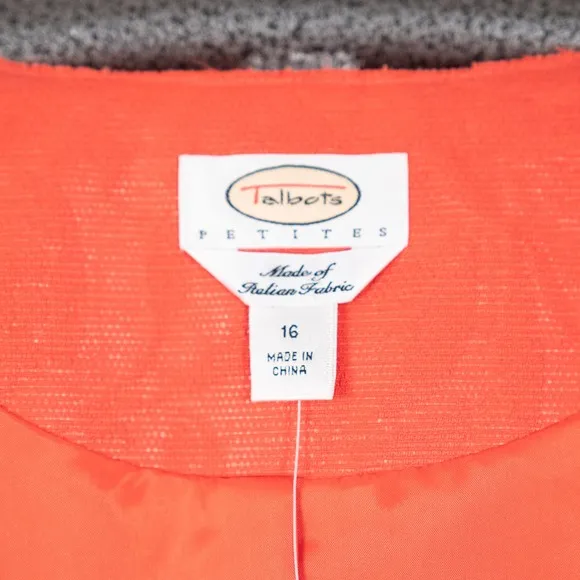 Talbots
PETITES
Made of
Italian Fabric
16
MADE IN
CHINA